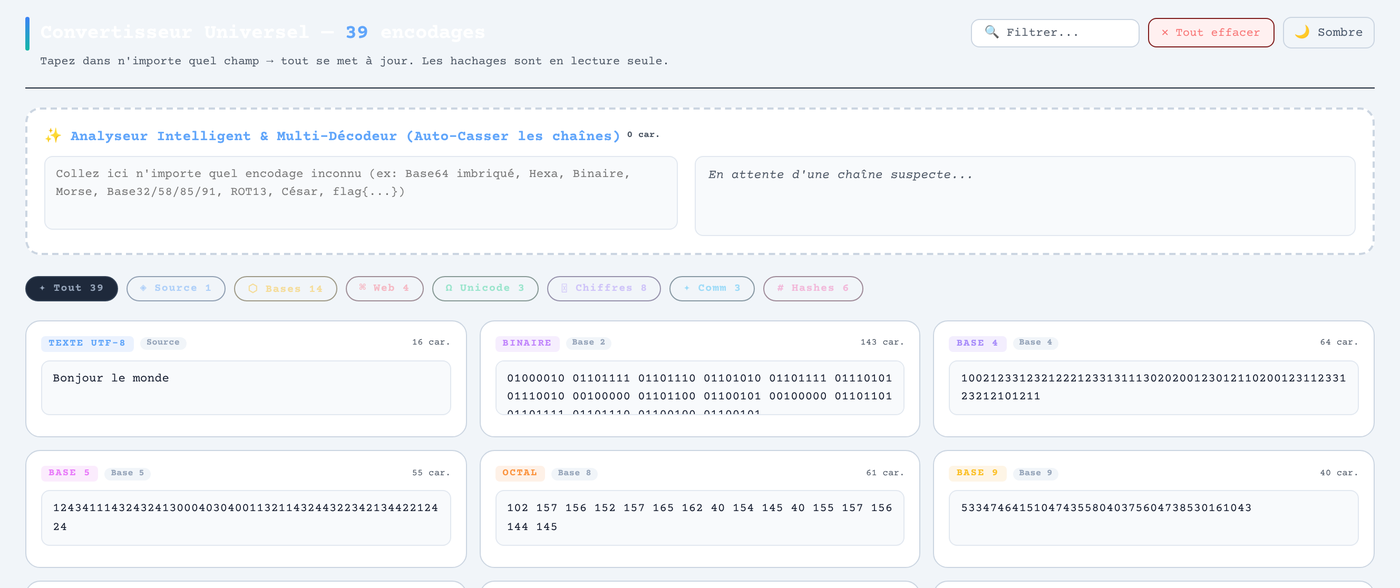 Convertisseur Universel — 39 encodages
🔍 Filtrer...
× Tout effacer
🌙 Sombre
Tapez dans n'importe quel champ → tout se met à jour. Les hachages sont en lecture seule.
✨ Analyseur Intelligent & Multi-Décodeur (Auto-Casser les chaînes) 0 car.
Collez ici n'importe quel encodage inconnu (ex: Base64 imbriqué, Hexa, Binaire,
Morse, Base32/58/85/91, ROT13, César, flag{...})
En attente d'une chaîne suspecte...
✦ Tout 39
◈ Source 1
⬡ Bases 14
⌘ Web 4
Ω Unicode 3
▒ Chiffres 8
✦ Comm 3
# Hashes 6
TEXTE UTF-8 Source 16 car.
Bonjour le monde
BINAIRE Base 2 143 car.
01000010 01101111 01101110 01101010 01101111 01110101
01110010 00100000 01101100 01100101 00100000 01101101
01101111 01101110 01100100 01100101
BASE 4 Base 4 64 car.
10021233123212221233131113020200123012110200123112331
23212101211
BASE 5 Base 5 55 car.
12434111432432413000403040011321143244322342134422124
24
OCTAL Base 8 61 car.
102 157 156 152 157 165 162 40 154 145 40 155 157 156
144 145
BASE 9 Base 9 40 car.
5334746415104743558040375604738530161043